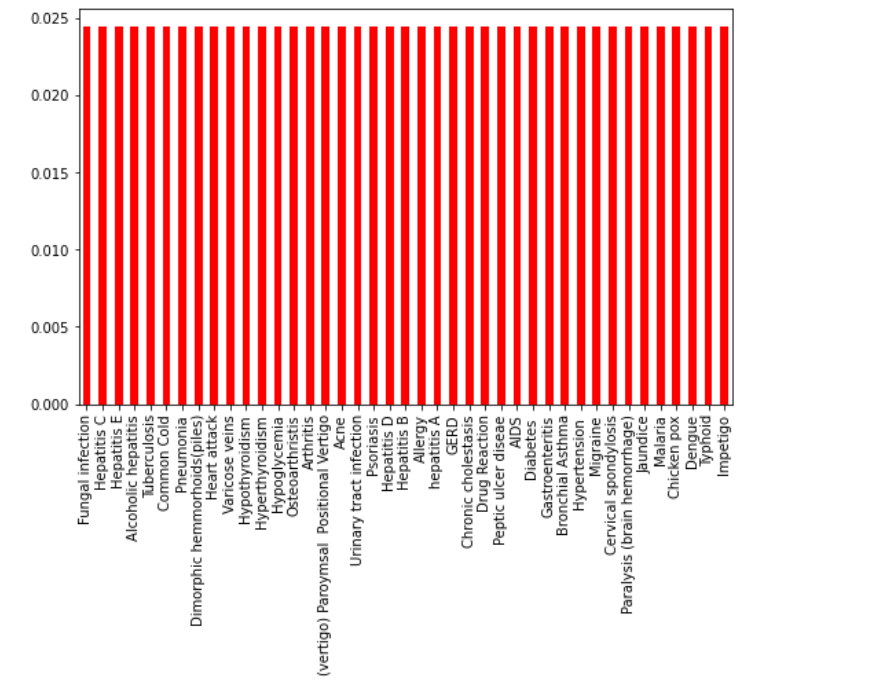 0.025
0.020
0.015
0.010
0.005
0.000
Fungal infection
Hepatitis C
Hepatitis E
Alcoholic hepatitis
Tuberculosis
Common Cold
Pneumonia
Dimorphic hemmorhoids(piles)
Heart attack
Varicose veins
Hypothyroidism
Hyperthyroidism
Hypoglycemia
Osteoarthristis
Arthritis
(vertigo) Paroymsal  Positional Vertigo
Acne
Urinary tract infection
Psoriasis
Hepatitis D
Hepatitis B
Allergy
hepatitis A
GERD
Chronic cholestasis
Drug Reaction
Peptic ulcer diseae
AIDS
Diabetes
Gastroenteritis
Bronchial Asthma
Hypertension
Migraine
Cervical spondylosis
Paralysis (brain hemorrhage)
Jaundice
Malaria
Chicken pox
Dengue
Typhoid
Impetigo